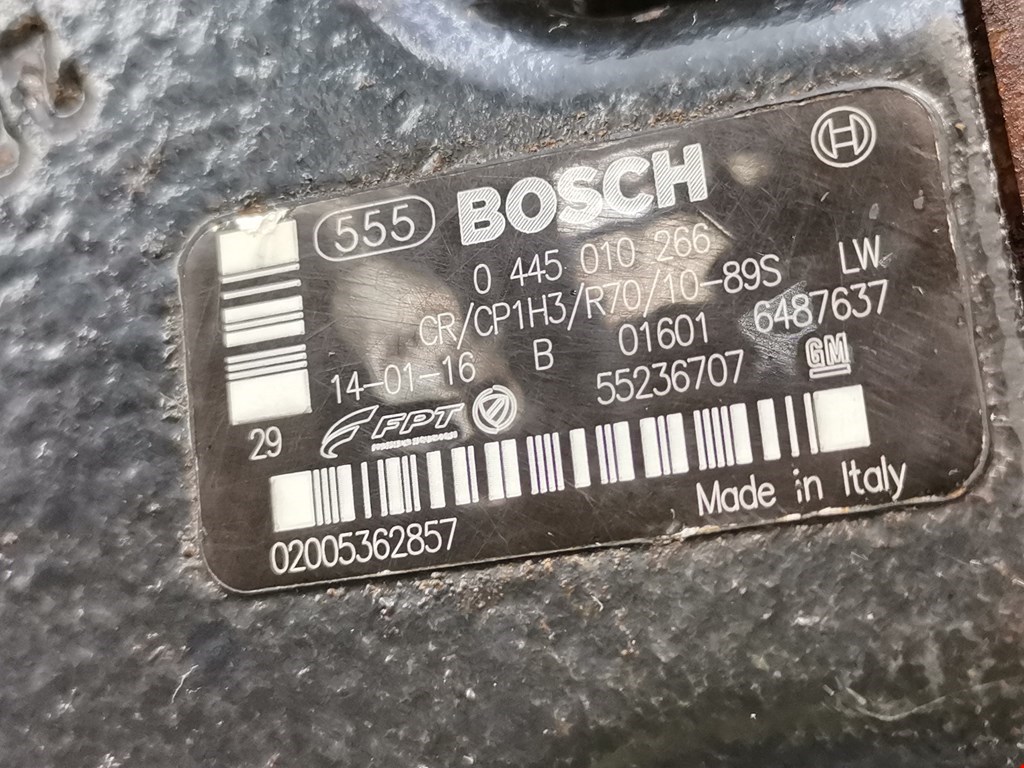 555 BOSCH
0 445 010 266
CR/CP1H3/R70/10-89S LW
14-01-16 B 01601 6487637
55236707 GM
29 FPT
Made in Italy
02005362857